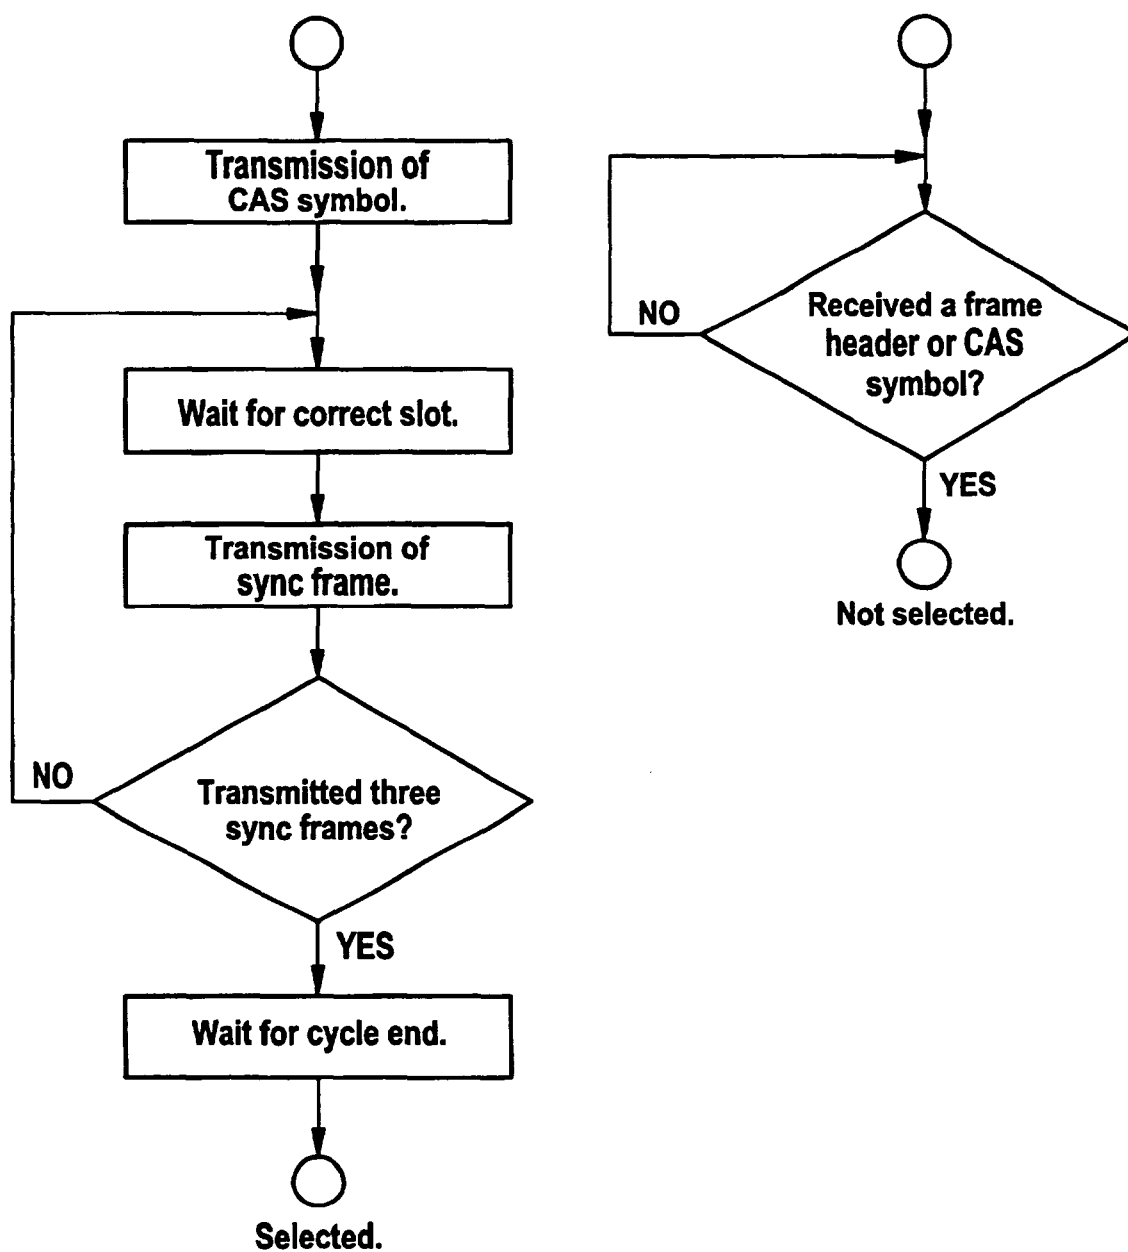 Transmission of
CAS symbol.
Wait for correct slot.
Transmission of
sync frame.
NO
Transmitted three
sync frames?
YES
Wait for cycle end.
Selected.
NO
Received a frame
header or CAS
symbol?
YES
Not selected.